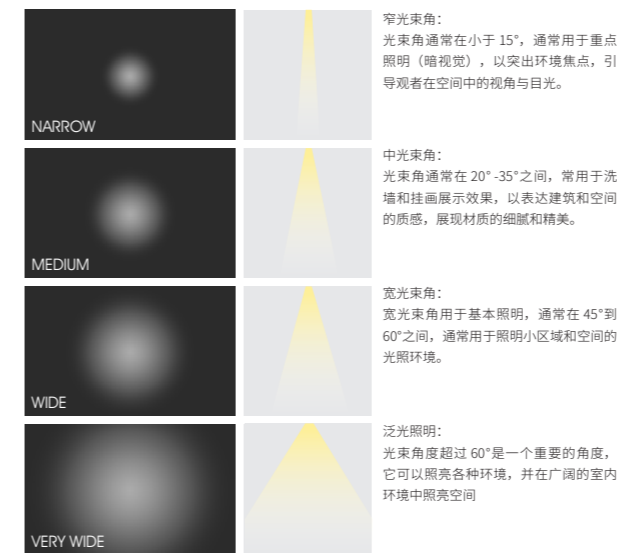 窄光束角：
光束角通常在小于 15°，通常用于重点
照明（暗视觉），以突出环境焦点，引
导观者在空间中的视角与目光。
NARROW
中光束角：
光束角通常在 20° -35°之间，常用于洗
墙和挂画展示效果，以表达建筑和空间
的质感，展现材质的细腻和精美。
MEDIUM
宽光束角：
宽光束角用于基本照明，通常在 45°到
60°之间，通常用于照明小区域和空间的
光照环境。
WIDE
泛光照明：
光束角度超过 60°是一个重要的角度，
它可以照亮各种环境，并在广阔的室内
环境中照亮空间
VERY WIDE